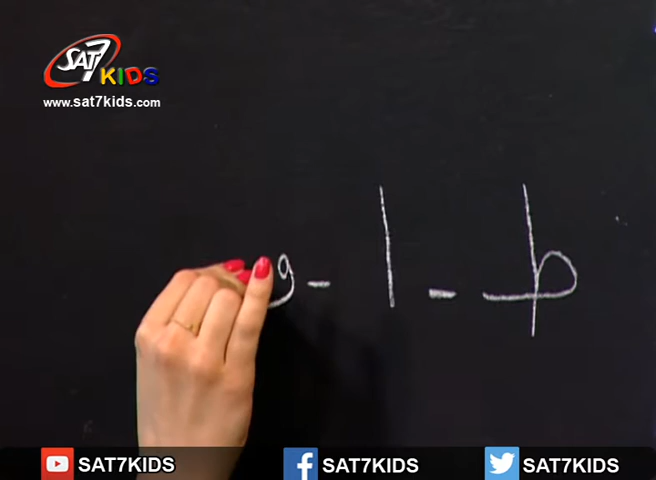 SAT7
KIDS
www.sat7kids.com
ط - ا - و
SAT7KIDS SAT7KIDS SAT7KIDS